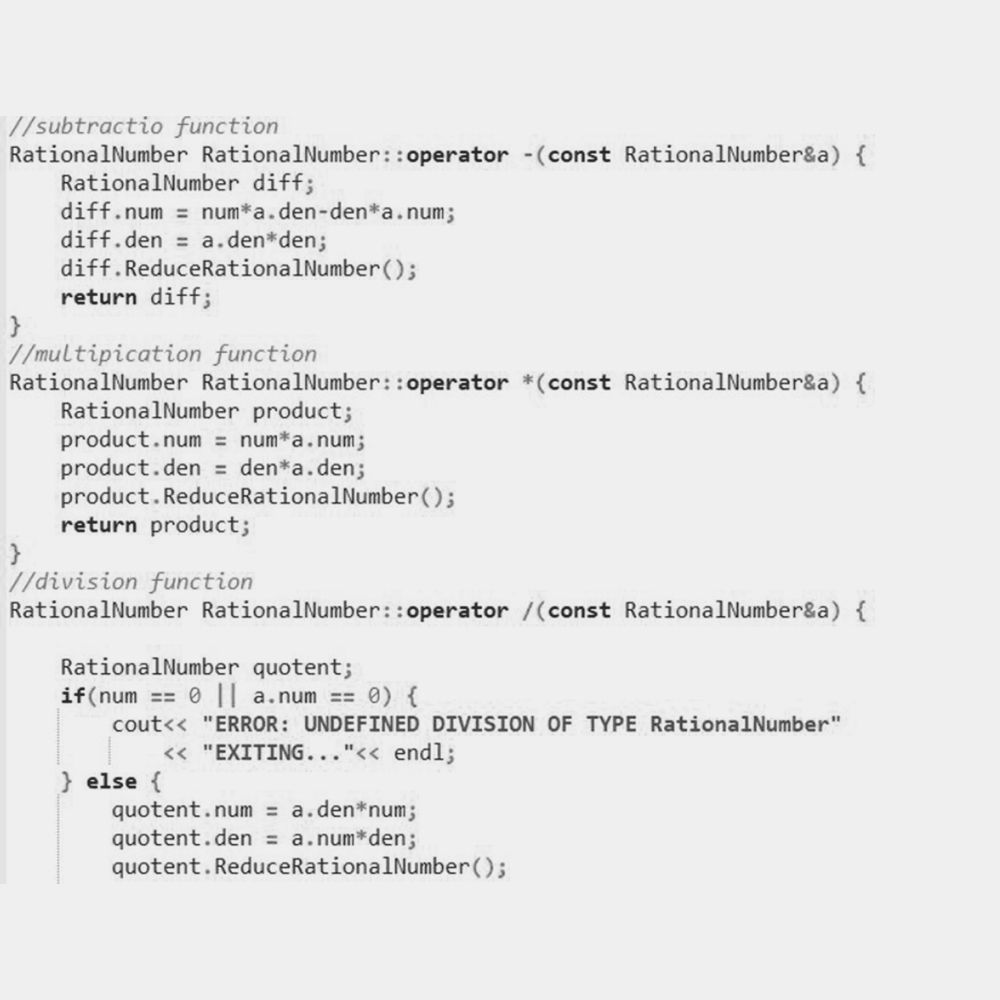 //subtractio function
RationalNumber RationalNumber::operator -(const RationalNumber&a) {
    RationalNumber diff;
    diff.num = num*a.den-den*a.num;
    diff.den = a.den*den;
    diff.ReduceRationalNumber();
    return diff;
}
//multipication function
RationalNumber RationalNumber::operator *(const RationalNumber&a) {
    RationalNumber product;
    product.num = num*a.num;
    product.den = den*a.den;
    product.ReduceRationalNumber();
    return product;
}
//division function
RationalNumber RationalNumber::operator /(const RationalNumber&a) {

    RationalNumber quotent;
    if(num == 0 || a.num == 0) {
        cout<< "ERROR: UNDEFINED DIVISION OF TYPE RationalNumber"
            << "EXITING..."<< endl;
    } else {
        quotent.num = a.den*num;
        quotent.den = a.num*den;
        quotent.ReduceRationalNumber();